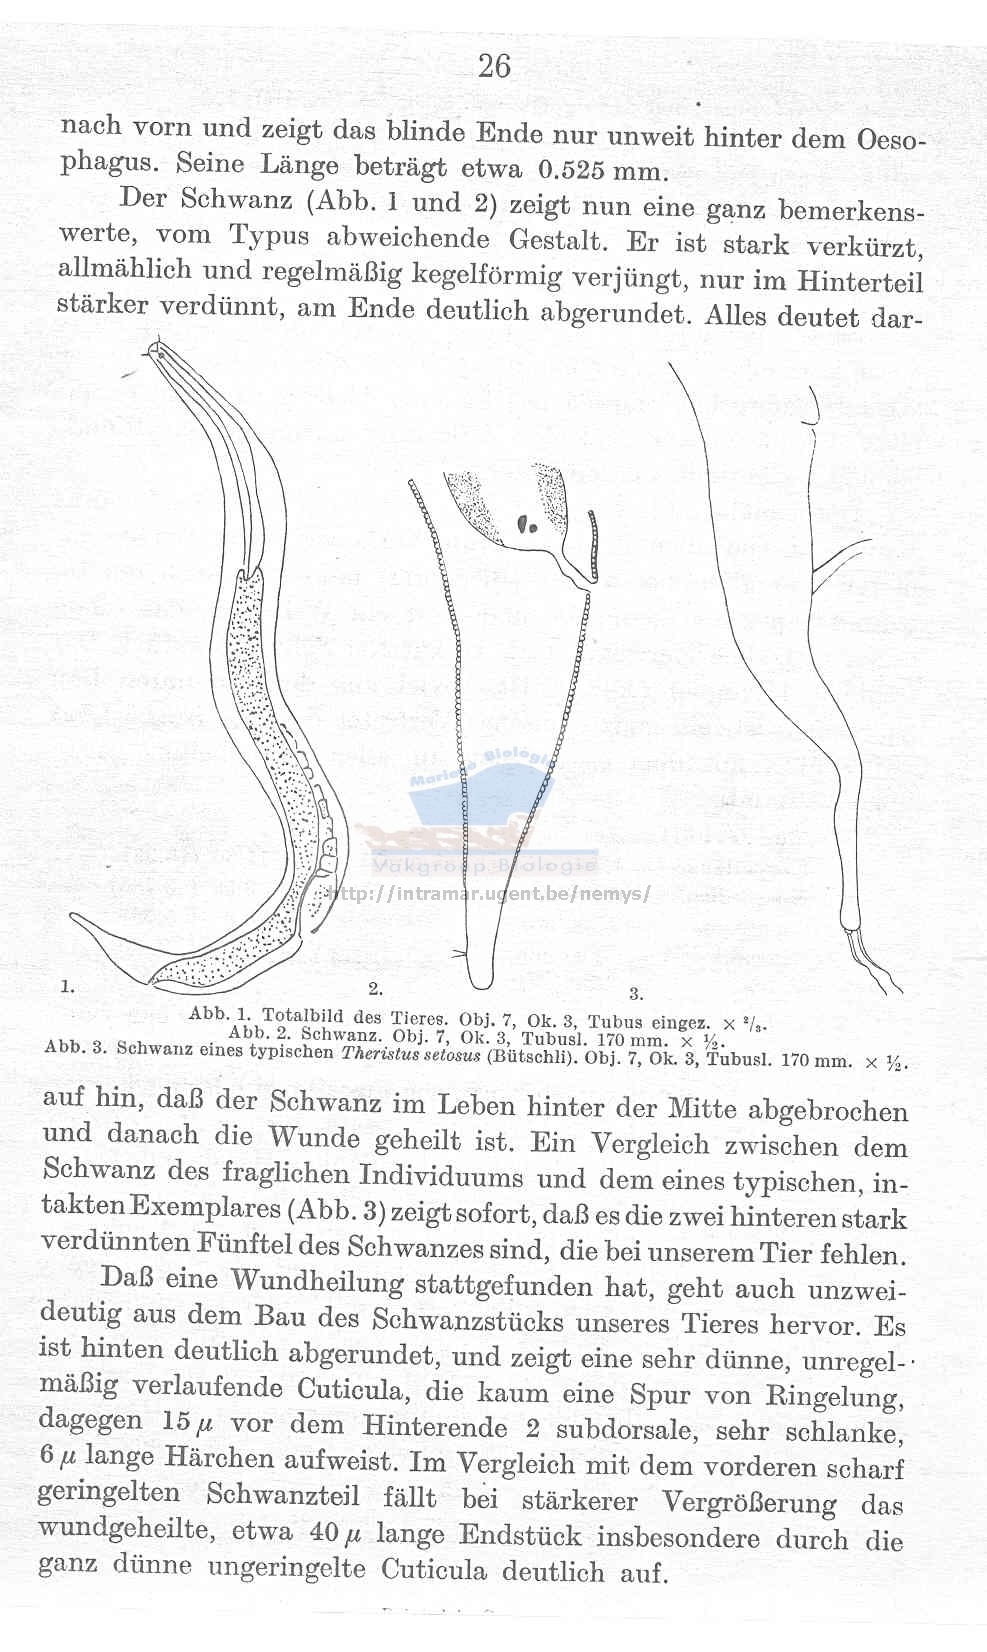 26
nach vorn und zeigt das blinde Ende nur unweit hinter dem Oeso-
phagus. Seine Länge beträgt etwa 0.525 mm.
Der Schwanz (Abb. 1 und 2) zeigt nun eine ganz bemerkens-
werte, vom Typus abweichende Gestalt. Er ist stark verkürzt,
allmählich und regelmäßig kegelförmig verjüngt, nur im Hinterteil
stärker verdünnt, am Ende deutlich abgerundet. Alles deutet dar-
Marine Biologie
Vakgroep Biologie
http://intramar.ugent.be/nemys/
1.
2.
3.
Abb. 1. Totalbild des Tieres. Obj. 7, Ok. 3, Tubus eingez. × ²/₃.
Abb. 2. Schwanz. Obj. 7, Ok. 3, Tubusl. 170 mm. × ½.
Abb. 3. Schwanz eines typischen Theristus setosus (Bütschli). Obj. 7, Ok. 3, Tubusl. 170 mm. × ½.
auf hin, daß der Schwanz im Leben hinter der Mitte abgebrochen
und danach die Wunde geheilt ist. Ein Vergleich zwischen dem
Schwanz des fraglichen Individuums und dem eines typischen, in-
takten Exemplares (Abb. 3) zeigt sofort, daß es die zwei hinteren stark
verdünnten Fünftel des Schwanzes sind, die bei unserem Tier fehlen.
Daß eine Wundheilung stattgefunden hat, geht auch unzwei-
deutig aus dem Bau des Schwanzstücks unseres Tieres hervor. Es
ist hinten deutlich abgerundet, und zeigt eine sehr dünne, unregel-
mäßig verlaufende Cuticula, die kaum eine Spur von Ringelung,
dagegen 15 μ vor dem Hinterende 2 subdorsale, sehr schlanke,
6 μ lange Härchen aufweist. Im Vergleich mit dem vorderen scharf
geringelten Schwanzteil fällt bei stärkerer Vergrößerung das
wundgeheilte, etwa 40 μ lange Endstück insbesondere durch die
ganz dünne ungeringelte Cuticula deutlich auf.